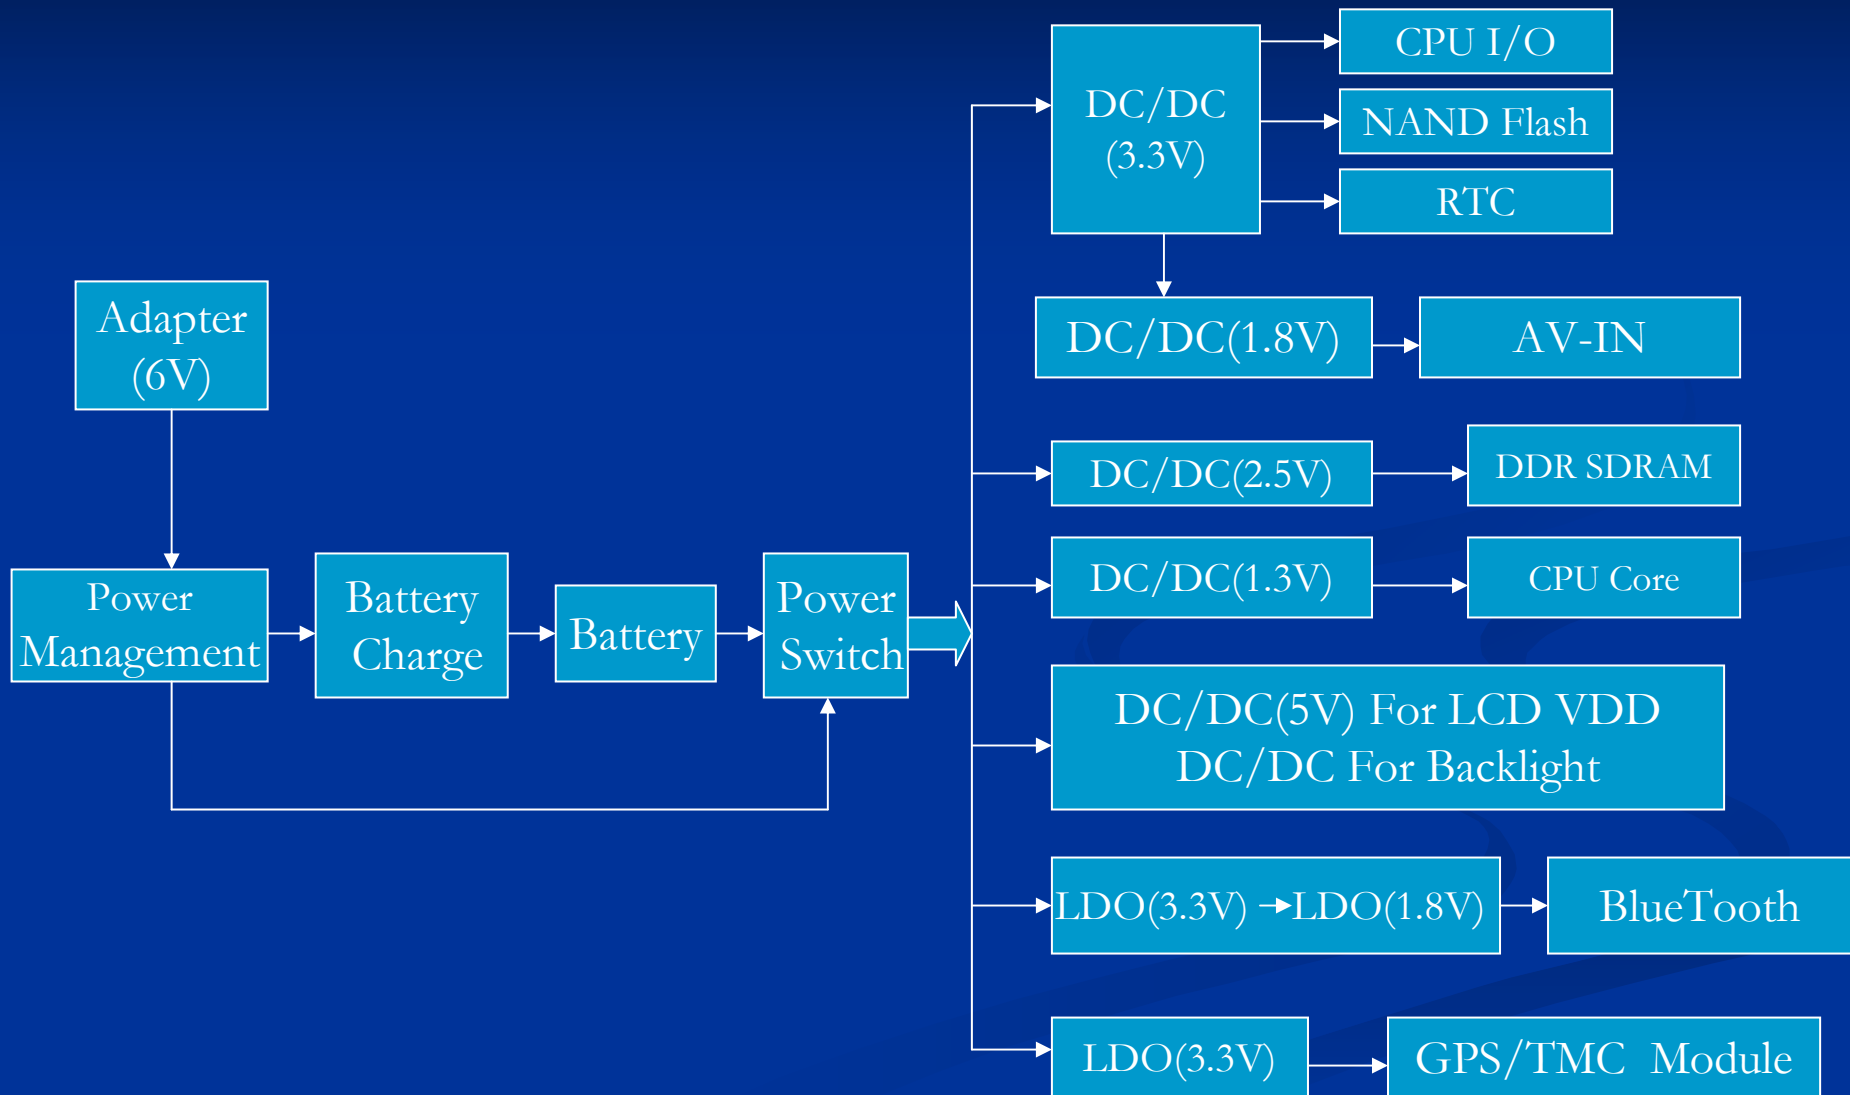 CPU I/O
DC/DC
(3.3V)
NAND Flash
RTC
Adapter
(6V)
DC/DC(1.8V)
AV-IN
DC/DC(2.5V)
DDR SDRAM
Power
Management
Battery
Charge
Battery
Power
Switch
DC/DC(1.3V)
CPU Core
DC/DC(5V) For LCD VDD
DC/DC For Backlight
LDO(3.3V) →LDO(1.8V)
BlueTooth
LDO(3.3V)
GPS/TMC Module